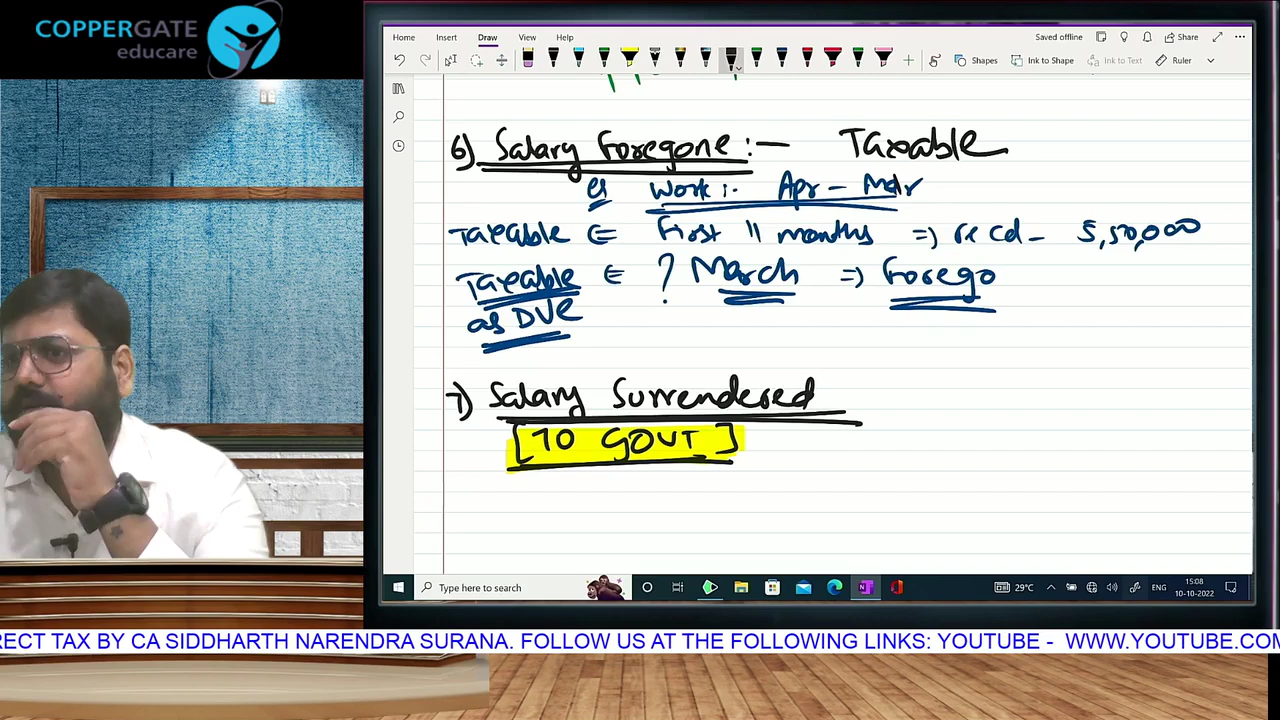 COPPERGATE
educare
Home Insert Draw View Help
Saved offline
Share
Shapes
Ink to Shape
Ink to Text
Ruler
6) Salary Foregone :- Taxable
eg Work :- Apr - Mar
Taxable ⇐ First 11 months ⇒ recd - 5,50,000
Taxable ⇐ ? March ⇒ Forego
as DUE
7) Salary Surrendered
[TO GOVT]
Type here to search
29°C
ENG
15:08
10-10-2022
RECT TAX BY CA SIDDHARTH NARENDRA SURANA. FOLLOW US AT THE FOLLOWING LINKS: YOUTUBE - WWW.YOUTUBE.COM